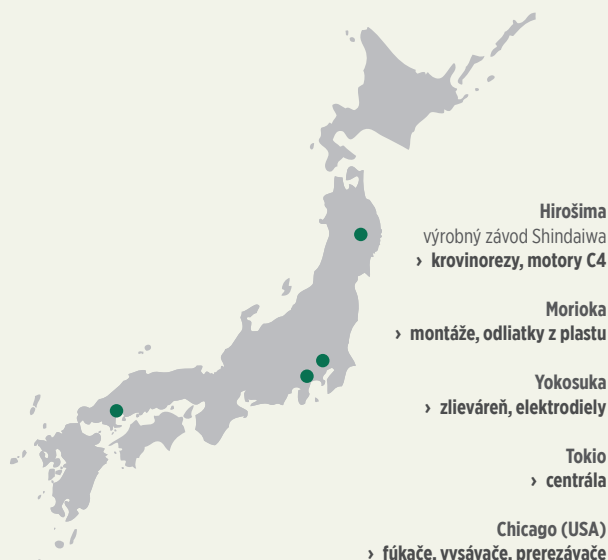 Hirošima
výrobný závod Shindaiwa
› krovinorezy, motory C4
Morioka
› montáže, odliatky z plastu
Yokosuka
› zlieváreň, elektrodiely
Tokio
› centrála
Chicago (USA)
› fúkače, vysávače, prerezávače